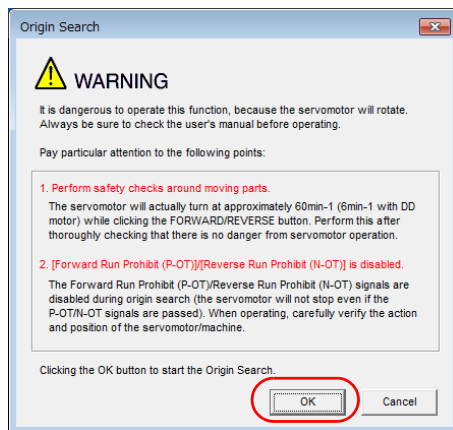 Origin Search
WARNING
It is dangerous to operate this function, because the servomotor will rotate.
Always be sure to check the user's manual before operating.
Pay particular attention to the following points:
1. Perform safety checks around moving parts.
The servomotor will actually turn at approximately 60min-1 (6min-1 with DD
motor) while clicking the FORWARD/REVERSE button. Perform this after
thoroughly checking that there is no danger from servomotor operation.
2. [Forward Run Prohibit (P-OT)]/[Reverse Run Prohibit (N-OT)] is disabled.
The Forward Run Prohibit (P-OT)/Reverse Run Prohibit (N-OT) signals are
disabled during origin search (the servomotor will not stop even if the
P-OT/N-OT signals are passed). When operating, carefully verify the action
and position of the servomotor/machine.
Clicking the OK button to start the Origin Search.
OK
Cancel